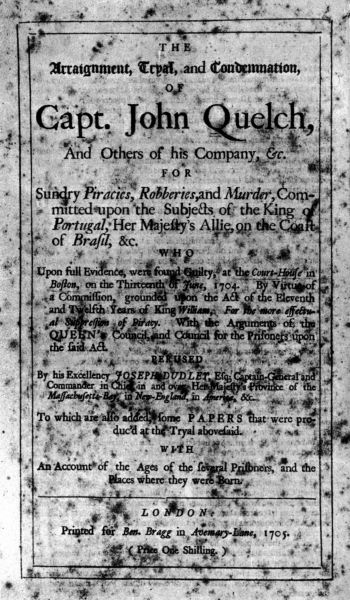 THE
Arraignment, Tryal, and Condemnation,
OF
Capt. John Quelch,
And Others of his Company, &c.
FOR
Sundry Piracies, Robberies, and Murder, Com-
mitted upon the Subjects of the King of
Portugal, Her Majesty's Allie, on the Coast
of Brasil, &c.
WHO
Upon full Evidence, were found Guilty, at the Court-House in
Boston, on the Thirteenth of June, 1704. By Virtue of
a Commission, grounded upon the Act of the Eleventh
and Twelfth Years of King William, For the more effectu-
al Suppression of Piracy. With the Arguments of the
QUEEN's Council, and Council for the Prisoners upon
the said Act.
PERUSED
By his Excellency JOSEPH DUDLEY, Esq; Captain-General and
Commander in Chief in and over Her Majesty's Province of the
Massachusetts-Bay, in New-England, in America, &c.
To which are also added, some PAPERS that were pro-
duc'd at the Tryal abovesaid.
WITH
An Account of the Ages of the several Prisoners, and the
Places where they were Born.
LONDON:
Printed for Ben. Bragg in Avemary-Lane, 1705.
( Price One Shilling. )